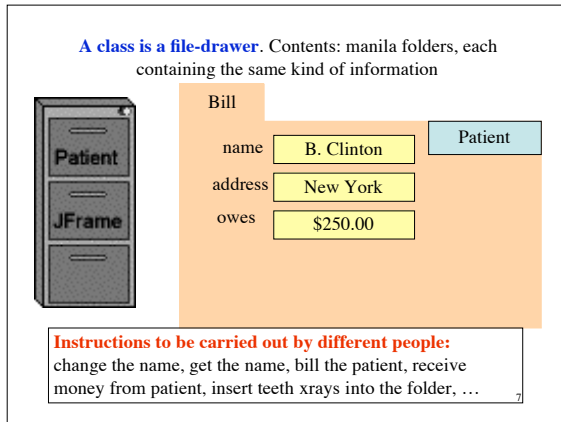 A class is a file-drawer. Contents: manila folders, each
containing the same kind of information
Bill
Patient
Patient
JFrame
name B. Clinton
address New York
owes $250.00
Instructions to be carried out by different people:
change the name, get the name, bill the patient, receive
money from patient, insert teeth xrays into the folder, …
7